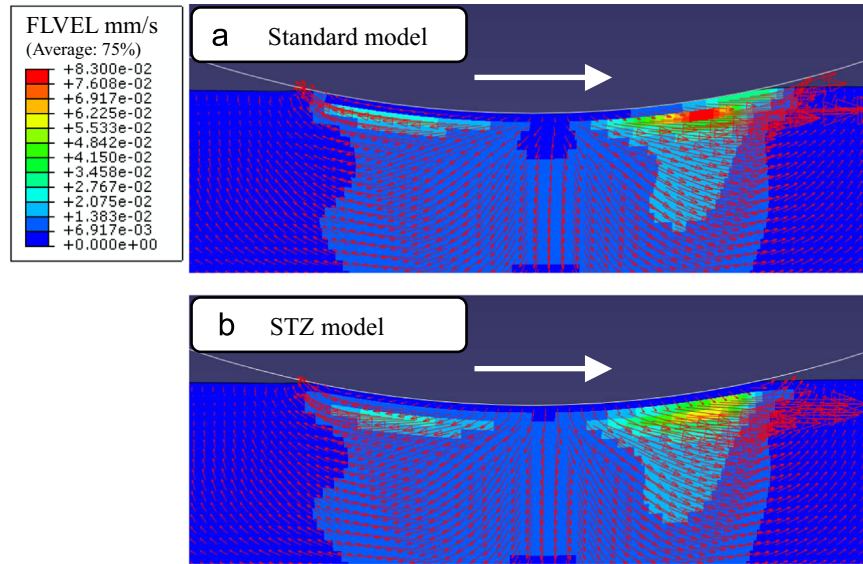 FLVEL mm/s
(Average: 75%)
+8.300e-02
+7.608e-02
+6.917e-02
+6.225e-02
+5.533e-02
+4.842e-02
+4.150e-02
+3.458e-02
+2.767e-02
+2.075e-02
+1.383e-02
+6.917e-03
+0.000e+00
a Standard model
b STZ model